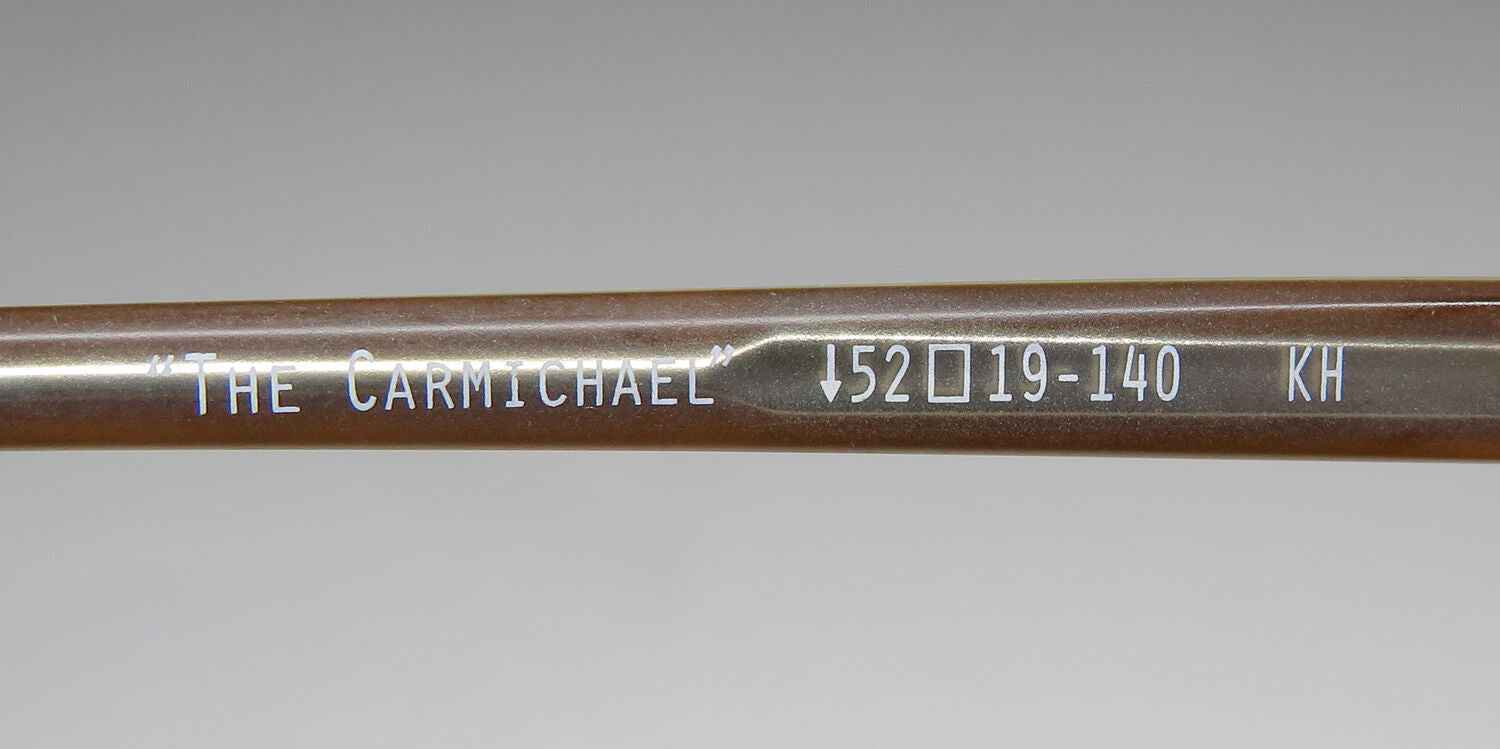 “The Carmichael” ↓52□19-140 KH